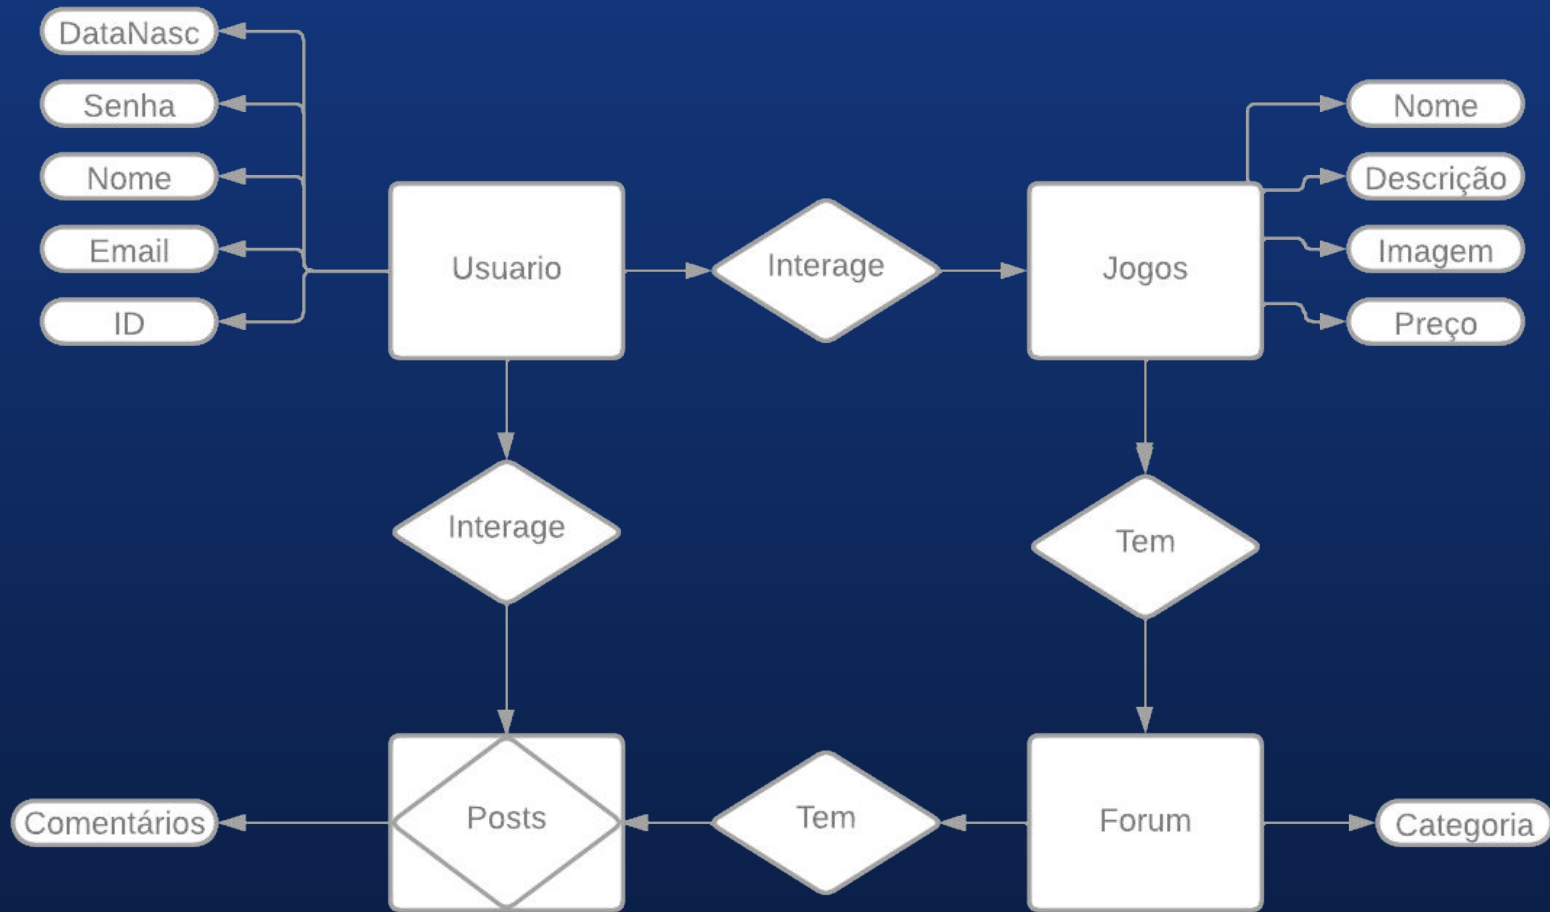 DataNasc
Senha
Nome
Email
ID
Usuario
Interage
Jogos
Nome
Descrição
Imagem
Preço
Interage
Tem
Comentários
Posts
Tem
Forum
Categoria